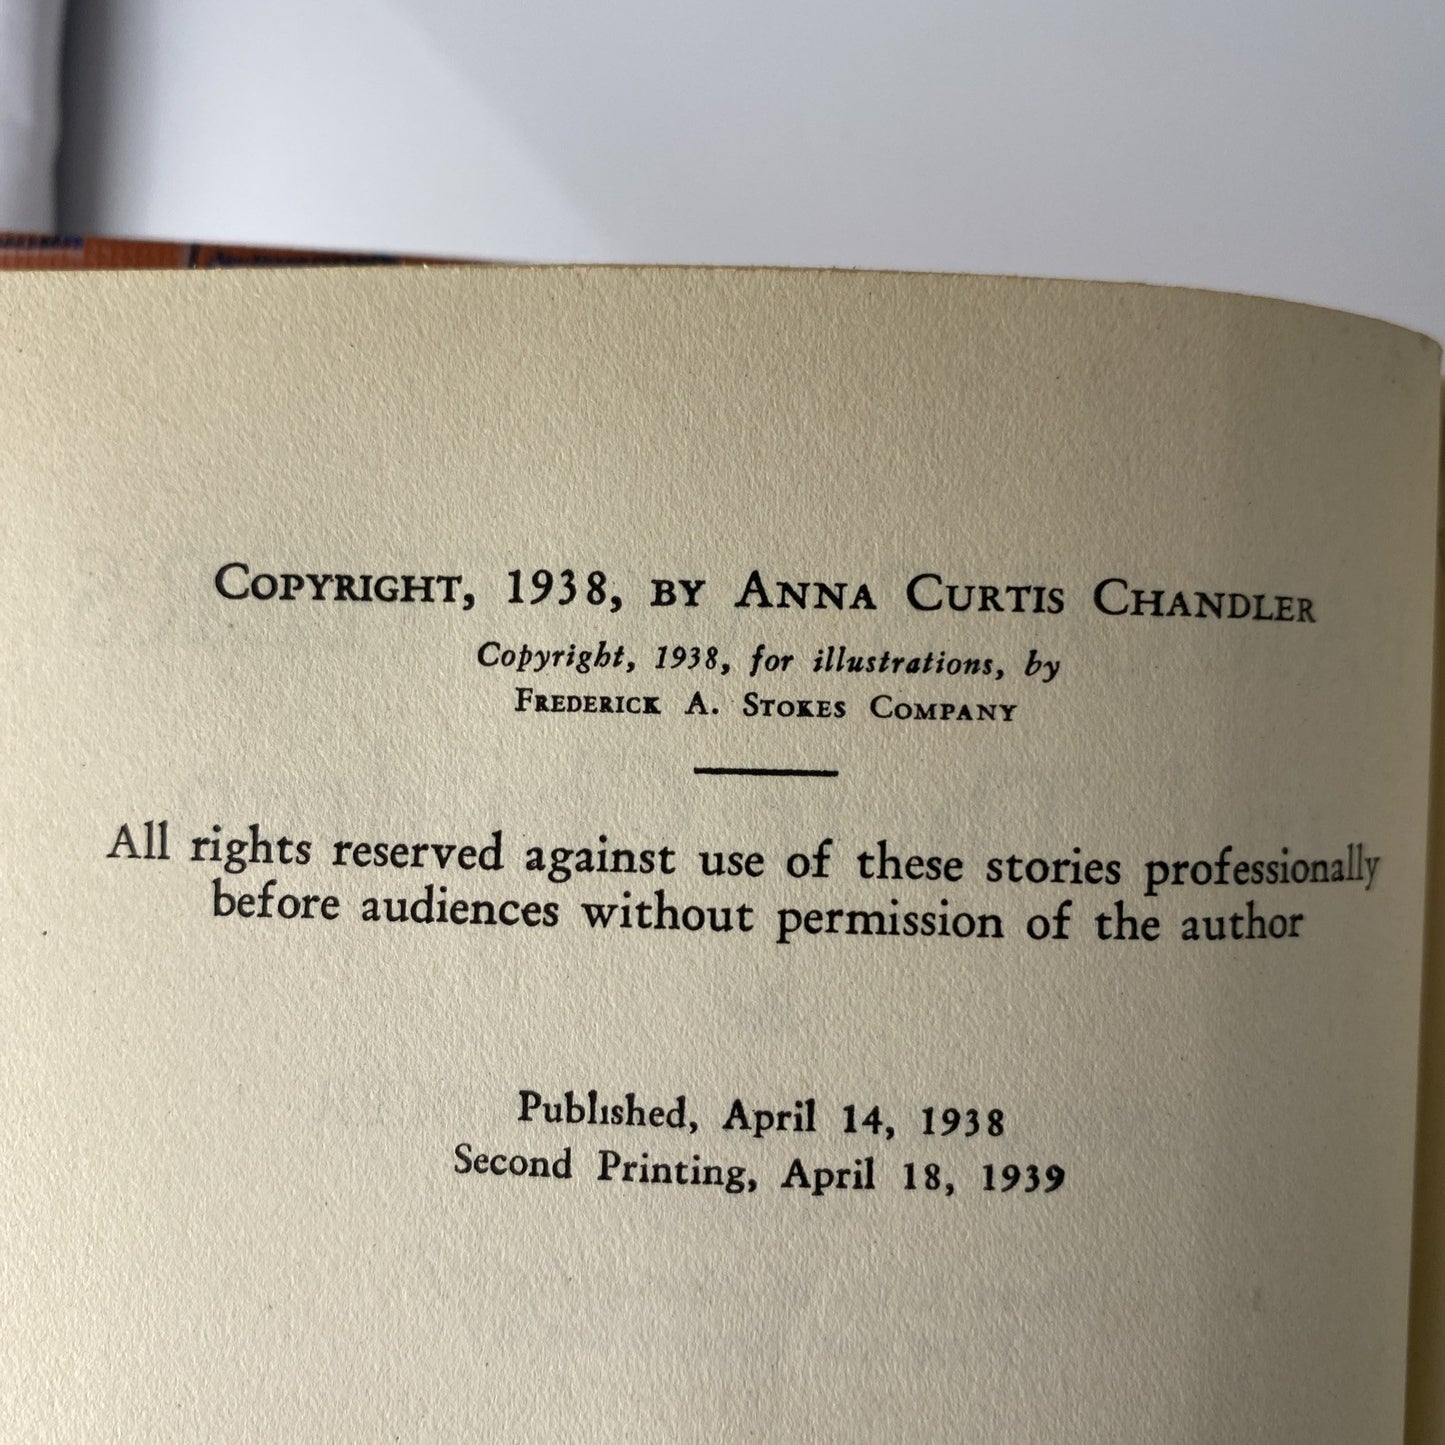 COPYRIGHT, 1938, BY ANNA CURTIS CHANDLER
Copyright, 1938, for illustrations, by
FREDERICK A. STOKES COMPANY
All rights reserved against use of these stories professionally
before audiences without permission of the author
Published, April 14, 1938
Second Printing, April 18, 1939